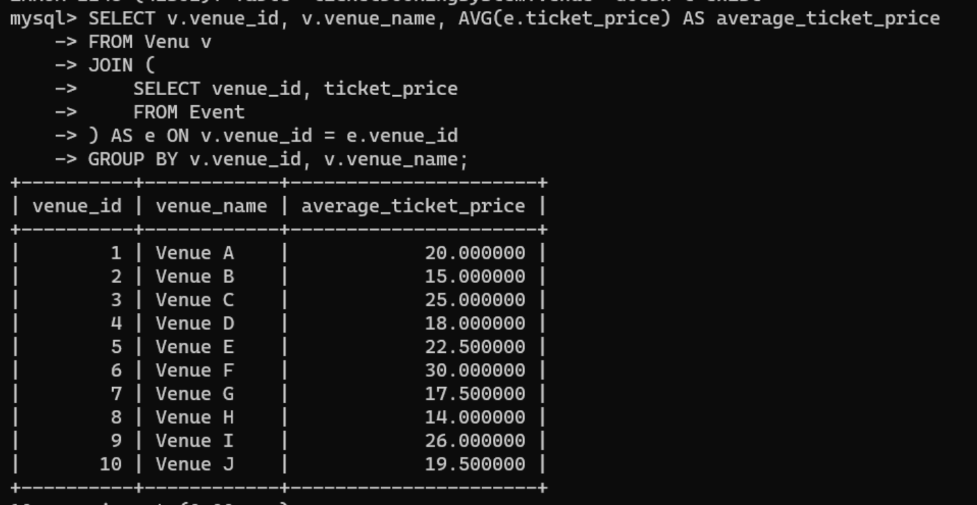 mysql> SELECT v.venue_id, v.venue_name, AVG(e.ticket_price) AS average_ticket_price
    -> FROM Venu v
    -> JOIN (
    ->     SELECT venue_id, ticket_price
    ->     FROM Event
    -> ) AS e ON v.venue_id = e.venue_id
    -> GROUP BY v.venue_id, v.venue_name;
+----------+------------+----------------------+
| venue_id | venue_name | average_ticket_price |
+----------+------------+----------------------+
|        1 | Venue A    |            20.000000 |
|        2 | Venue B    |            15.000000 |
|        3 | Venue C    |            25.000000 |
|        4 | Venue D    |            18.000000 |
|        5 | Venue E    |            22.500000 |
|        6 | Venue F    |            30.000000 |
|        7 | Venue G    |            17.500000 |
|        8 | Venue H    |            14.000000 |
|        9 | Venue I    |            26.000000 |
|       10 | Venue J    |            19.500000 |
+----------+------------+----------------------+